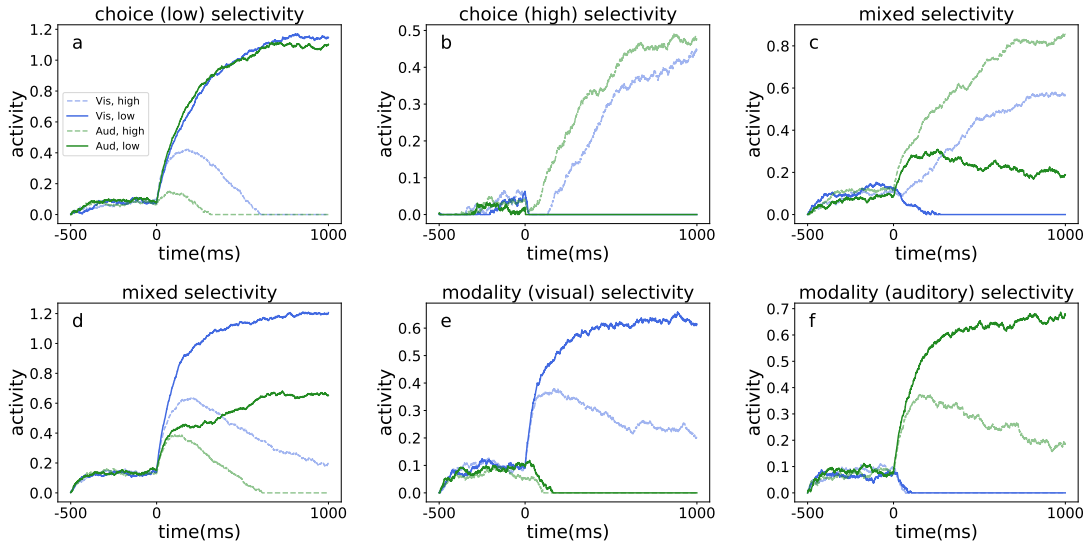 choice (low) selectivity
a
activity
1.2
1.0
0.8
0.6
0.4
0.2
0.0
Vis, high
Vis, low
Aud, high
Aud, low
-500
0
1000
time(ms)
choice (high) selectivity
b
activity
0.5
0.4
0.3
0.2
0.1
0.0
-500
0
1000
time(ms)
mixed selectivity
c
activity
0.8
0.6
0.4
0.2
0.0
-500
0
1000
time(ms)
mixed selectivity
d
activity
1.2
1.0
0.8
0.6
0.4
0.2
0.0
-500
0
1000
time(ms)
modality (visual) selectivity
e
activity
0.6
0.5
0.4
0.3
0.2
0.1
0.0
-500
0
1000
time(ms)
modality (auditory) selectivity
f
activity
0.7
0.6
0.5
0.4
0.3
0.2
0.1
0.0
-500
0
1000
time(ms)